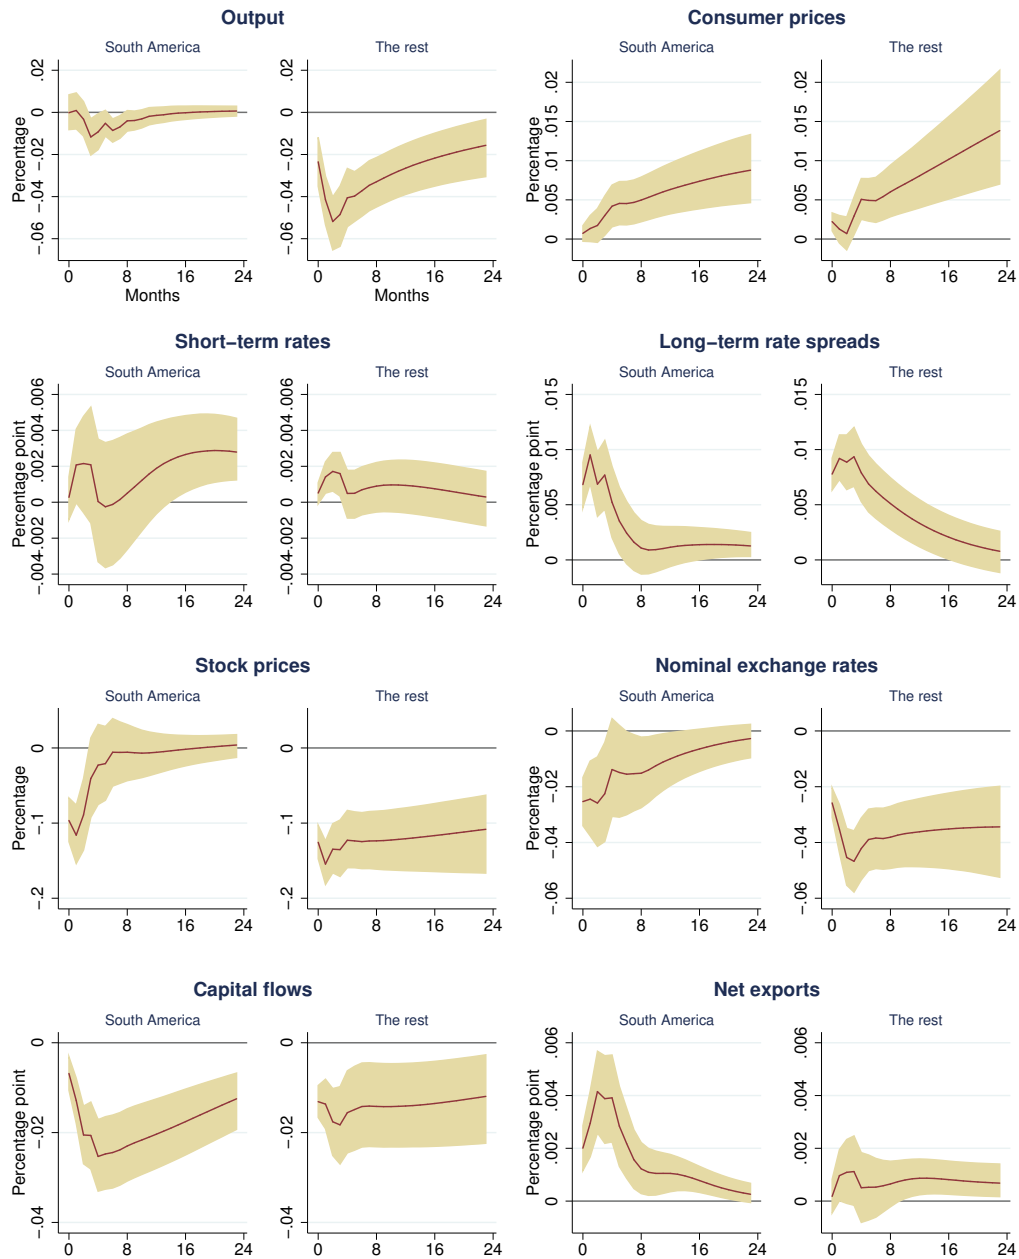 Output
Consumer prices
South America
The rest
South America
The rest
Percentage
.02
0
−.02
−.04
−.06
.02
0
−.02
−.04
−.06
Percentage
.02
.015
.01
.005
0
.02
.015
.01
.005
0
0 8 16 24
0 8 16 24
0 8 16 24
0 8 16 24
Months
Months
Short−term rates
Long−term rate spreads
South America
The rest
South America
The rest
Percentage point
.006
.004
.002
0
−.002
−.004
.006
.004
.002
0
−.002
−.004
Percentage point
.015
.01
.005
0
.015
.01
.005
0
0 8 16 24
0 8 16 24
0 8 16 24
0 8 16 24
Stock prices
Nominal exchange rates
South America
The rest
South America
The rest
Percentage
0
−.1
−.2
0
−.1
−.2
Percentage
0
−.02
−.04
−.06
0
−.02
−.04
−.06
0 8 16 24
0 8 16 24
0 8 16 24
0 8 16 24
Capital flows
Net exports
South America
The rest
South America
The rest
Percentage point
0
−.02
−.04
0
−.02
−.04
Percentage point
.006
.004
.002
0
.006
.004
.002
0
0 8 16 24
0 8 16 24
0 8 16 24
0 8 16 24